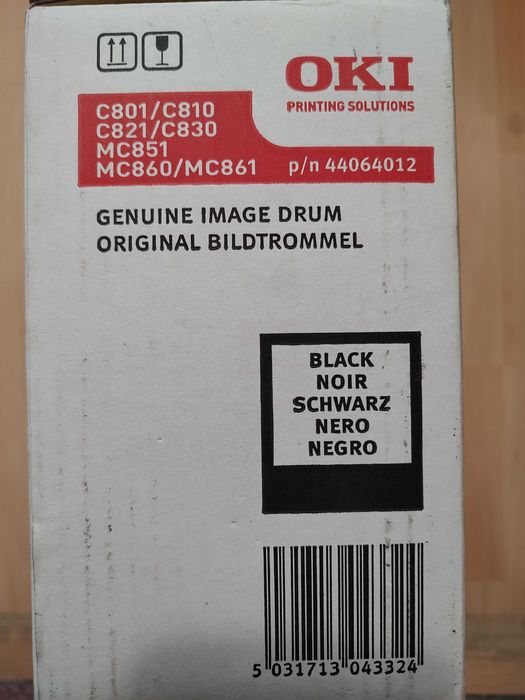 OKI
PRINTING SOLUTIONS
C801/C810
C821/C830
MC851
MC860/MC861 p/n 44064012
GENUINE IMAGE DRUM
ORIGINAL BILDTROMMEL
BLACK
NOIR
SCHWARZ
NERO
NEGRO
5 031713 043324